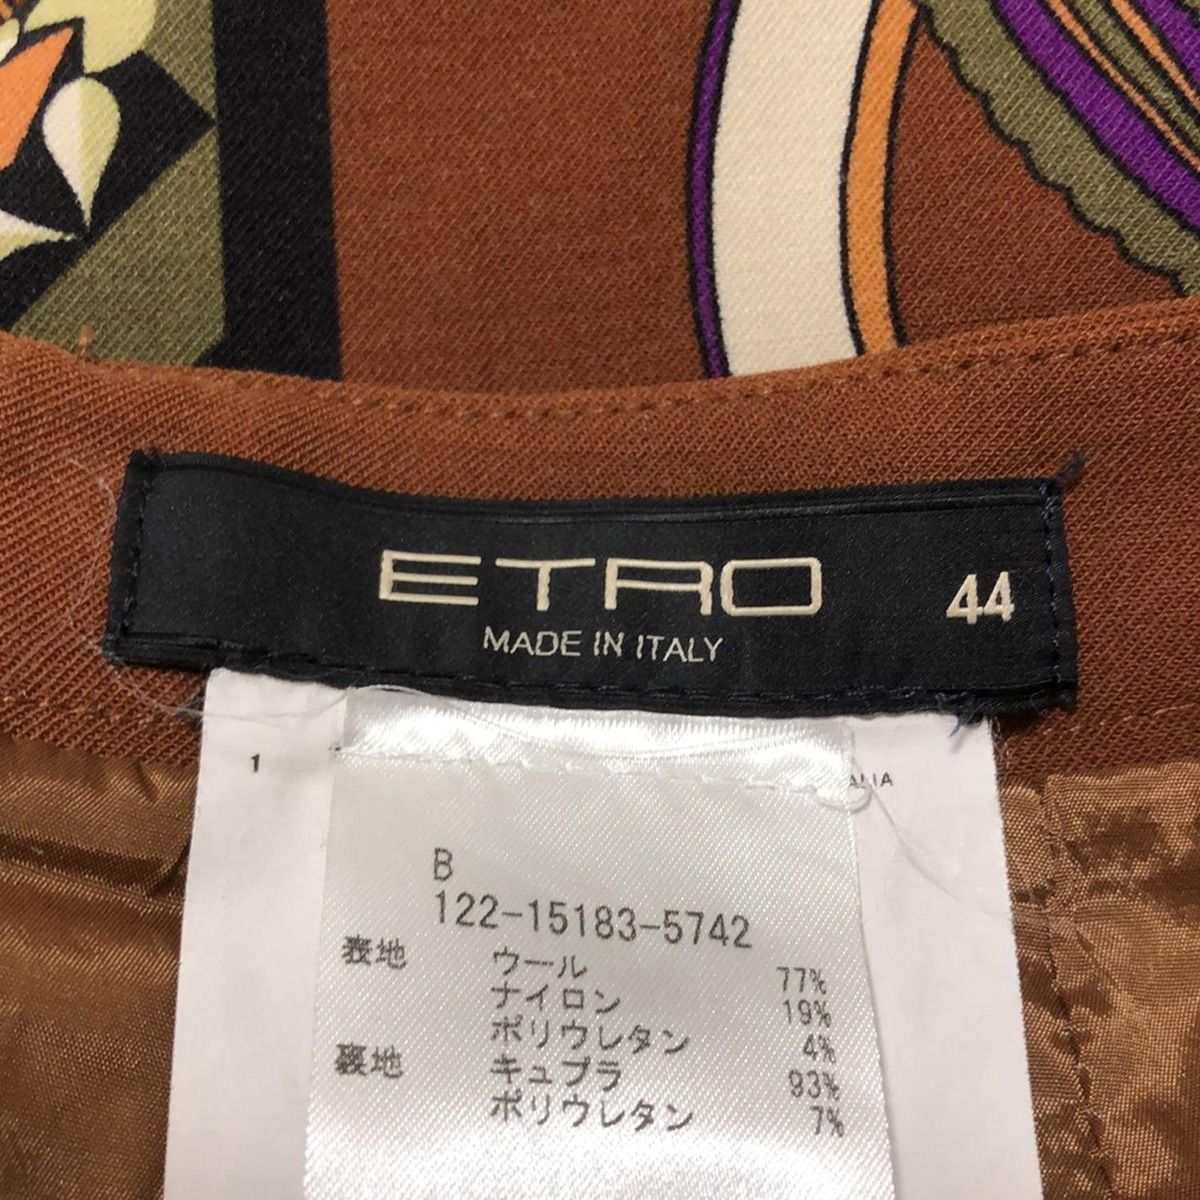 ETRO 44
MADE IN ITALY
1
ALIA
B
122-15183-5742
表地 ウール 77%
ナイロン 19%
ポリウレタン 4%
裏地 キュプラ 93%
ポリウレタン 7%